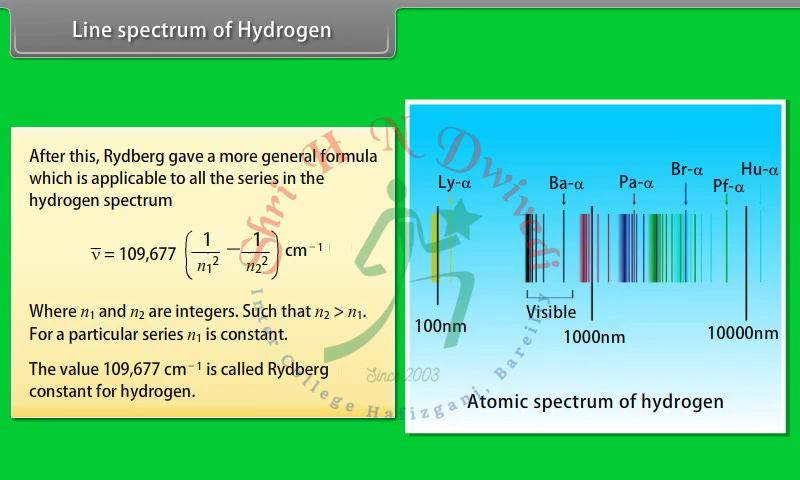 Line spectrum of Hydrogen
After this, Rydberg gave a more general formula
which is applicable to all the series in the
hydrogen spectrum
ν̅ = 109,677 (1/n₁² − 1/n₂²) cm⁻¹
Where n₁ and n₂ are integers. Such that n₂ > n₁.
For a particular series n₁ is constant.
The value 109,677 cm⁻¹ is called Rydberg
constant for hydrogen.
Ly-α Ba-α Pa-α Br-α Pf-α Hu-α
Visible
100nm 1000nm 10000nm
Atomic spectrum of hydrogen
Shri H N Dwivedi
Inter College Hafizganj, Bareilly
Since 2003